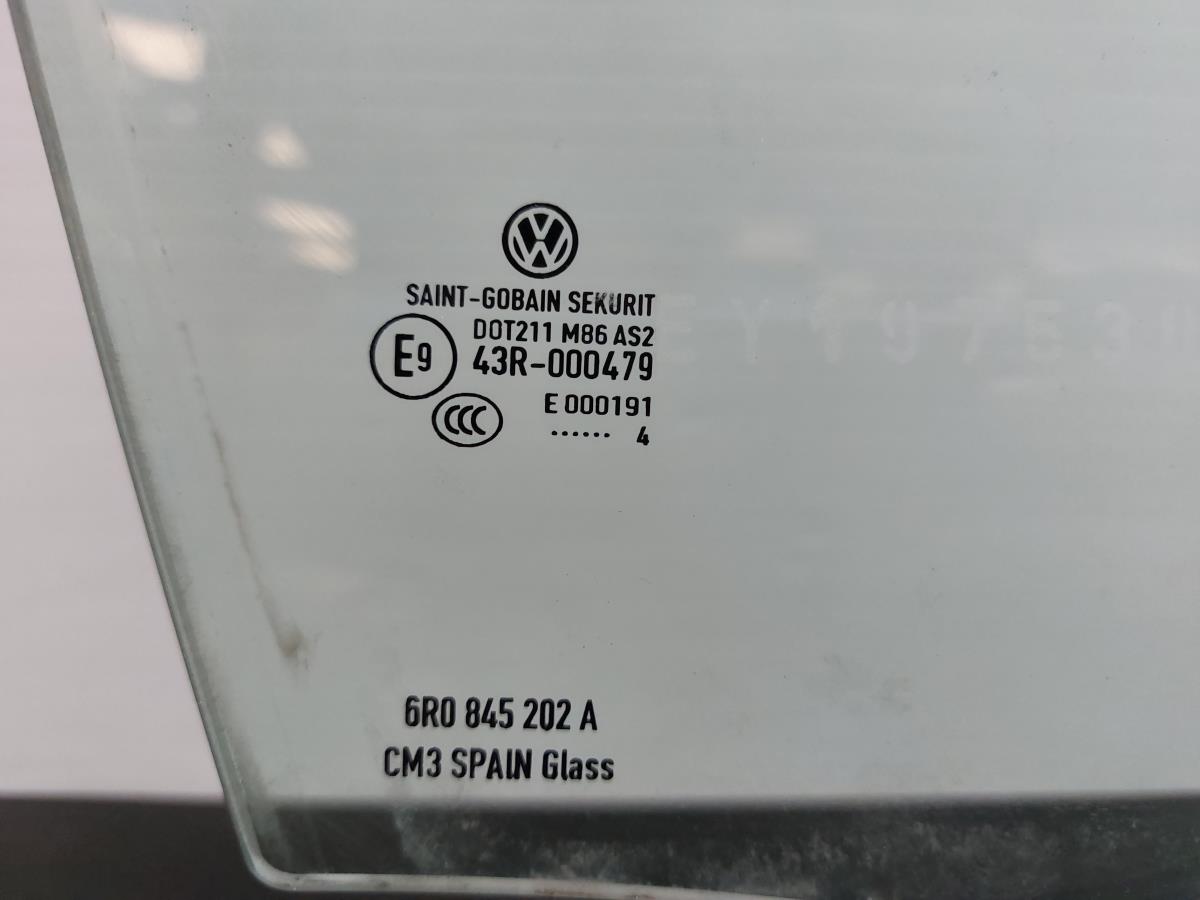 SAINT-GOBAIN SEKURIT
DOT211 M86 AS2
E9 43R-000479
CCC E 000191
...... 4
6R0 845 202 A
CM3 SPAIN Glass